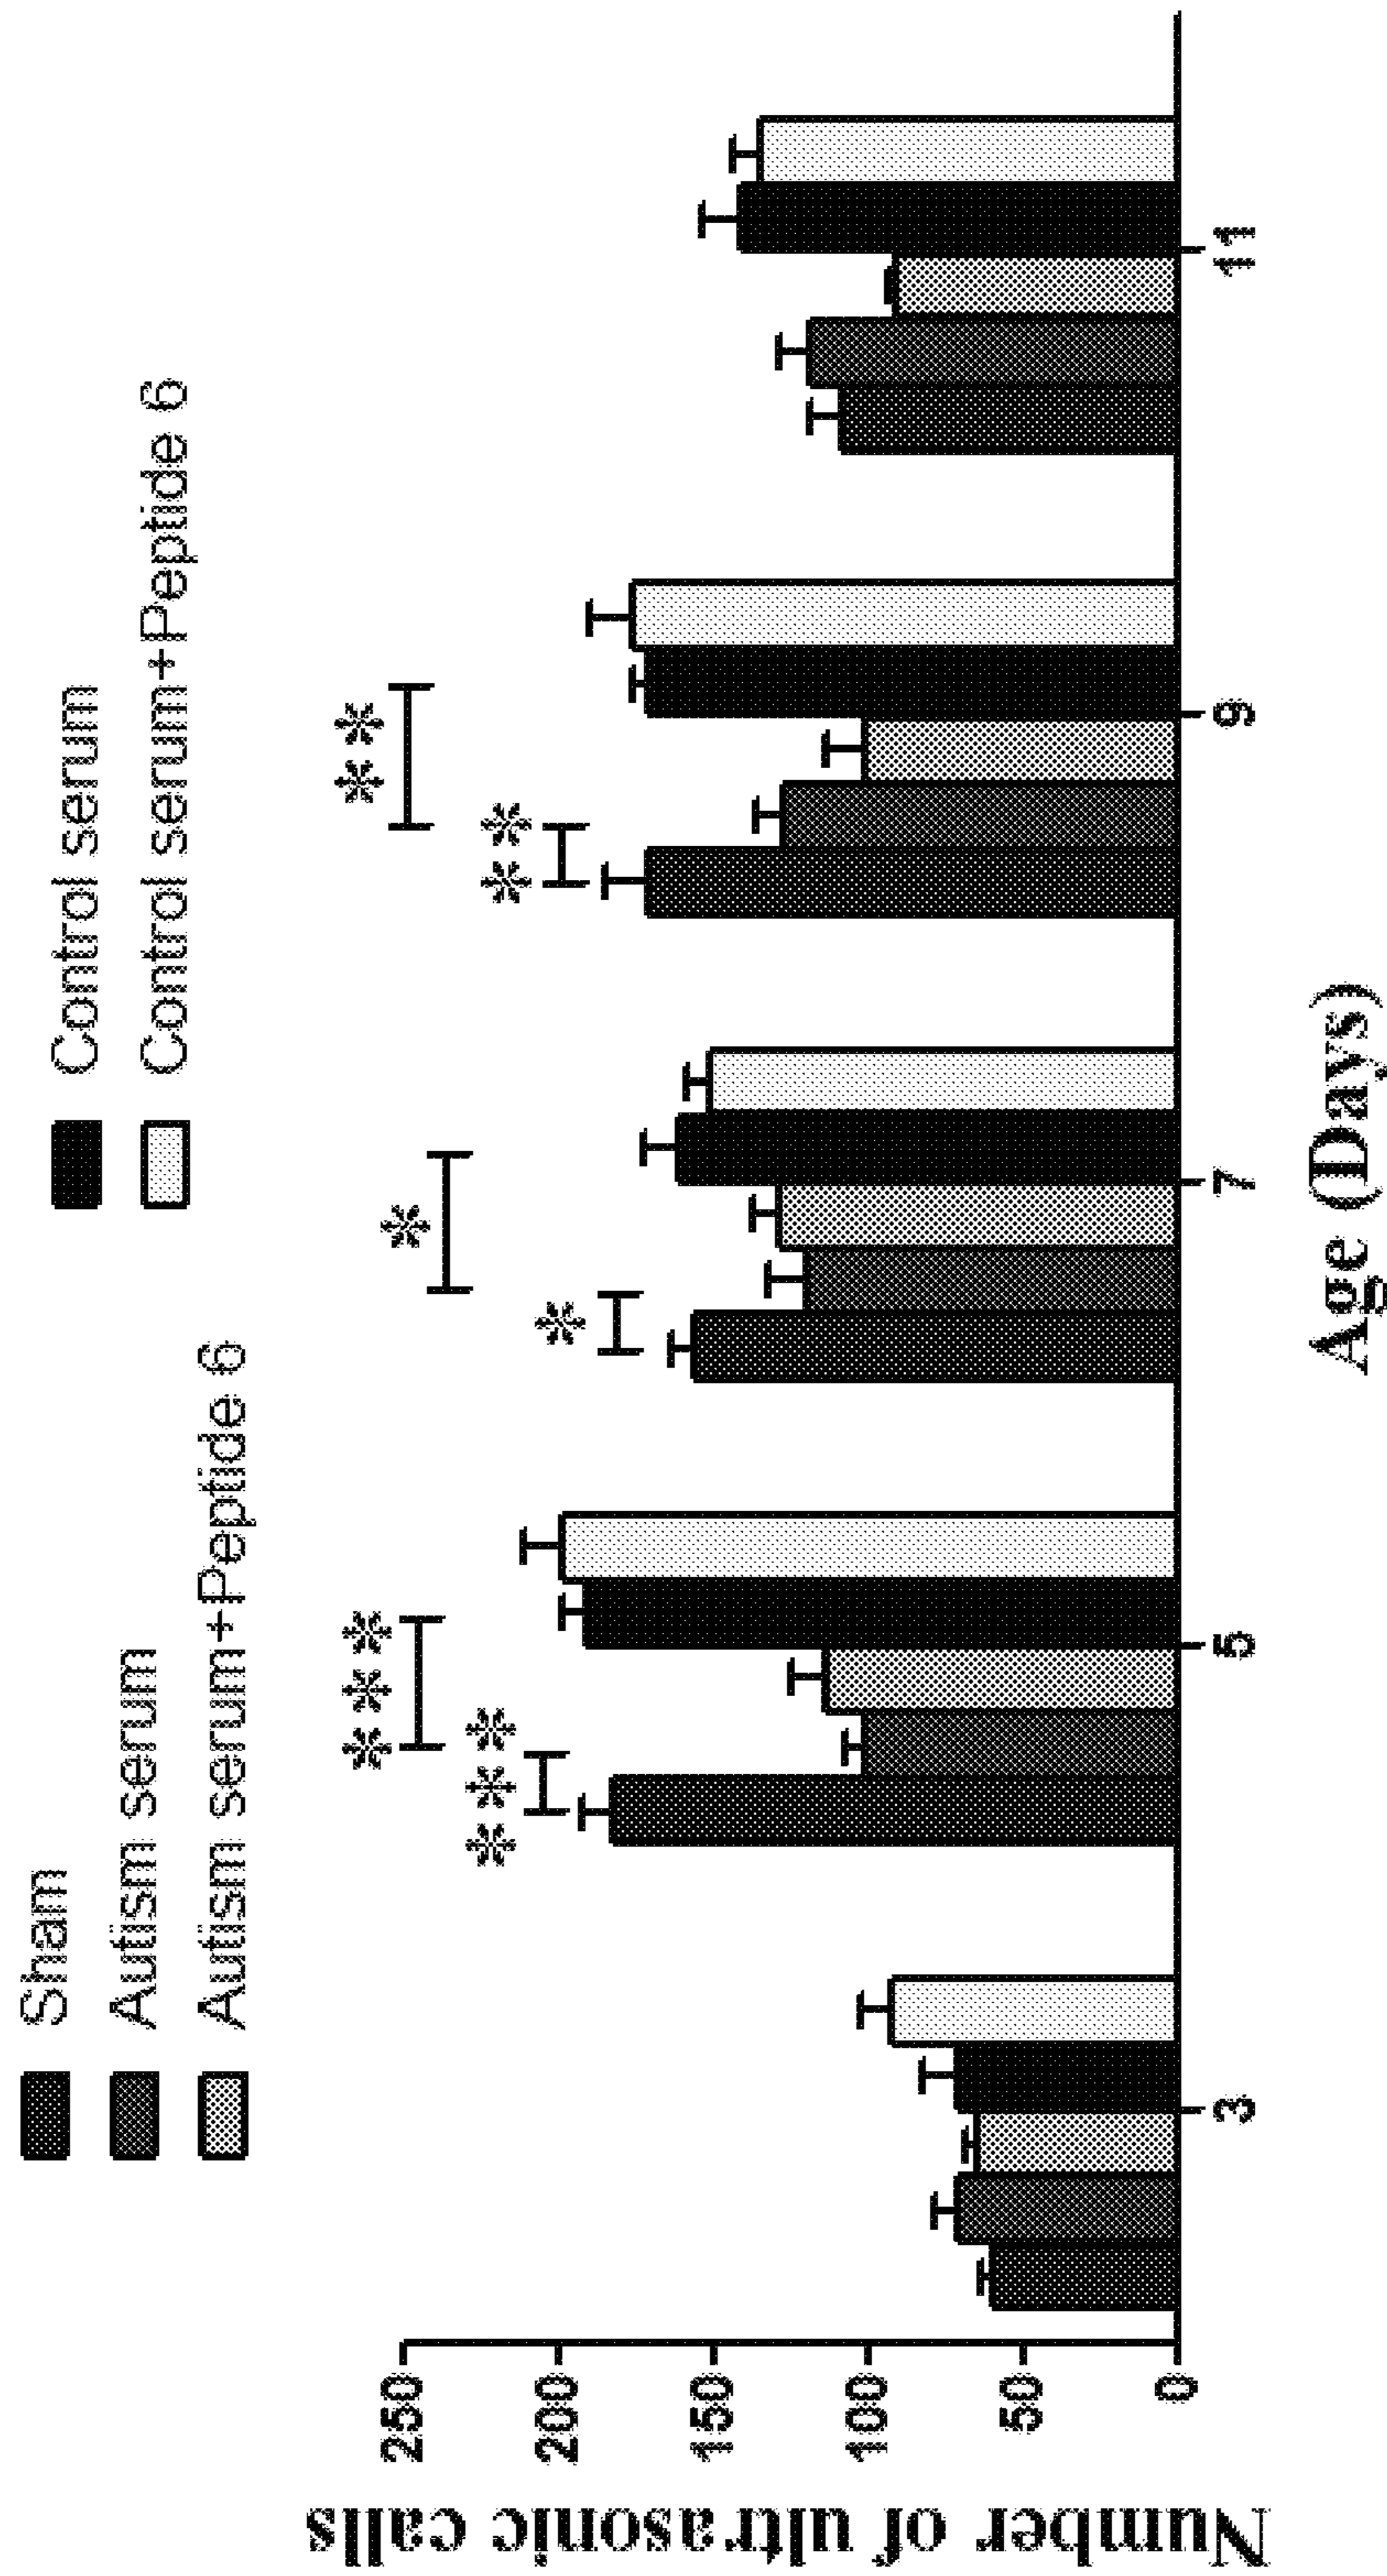 Sham
Autism serum
Autism serum+Peptide 6
Control serum
Control serum+Peptide 6
Number of ultrasonic calls
250
200
150
100
50
0
***
***
*
*
**
**
3
5
7
9
11
Age (Days)